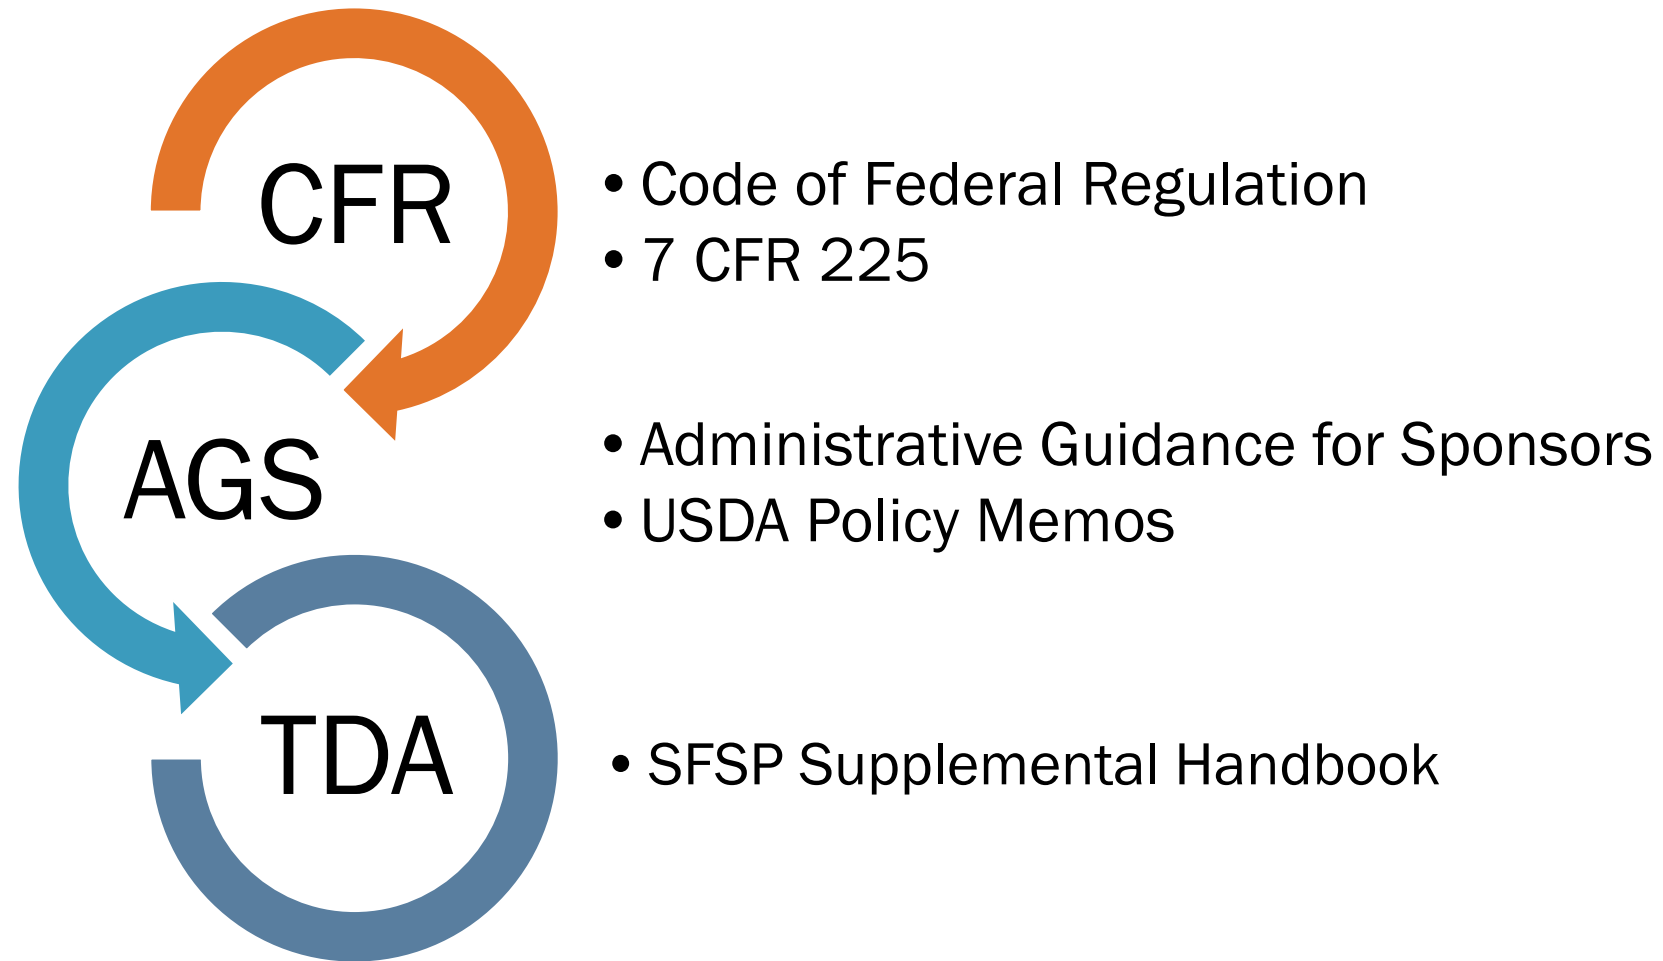 CFR
• Code of Federal Regulation
• 7 CFR 225
AGS
• Administrative Guidance for Sponsors
• USDA Policy Memos
TDA
• SFSP Supplemental Handbook